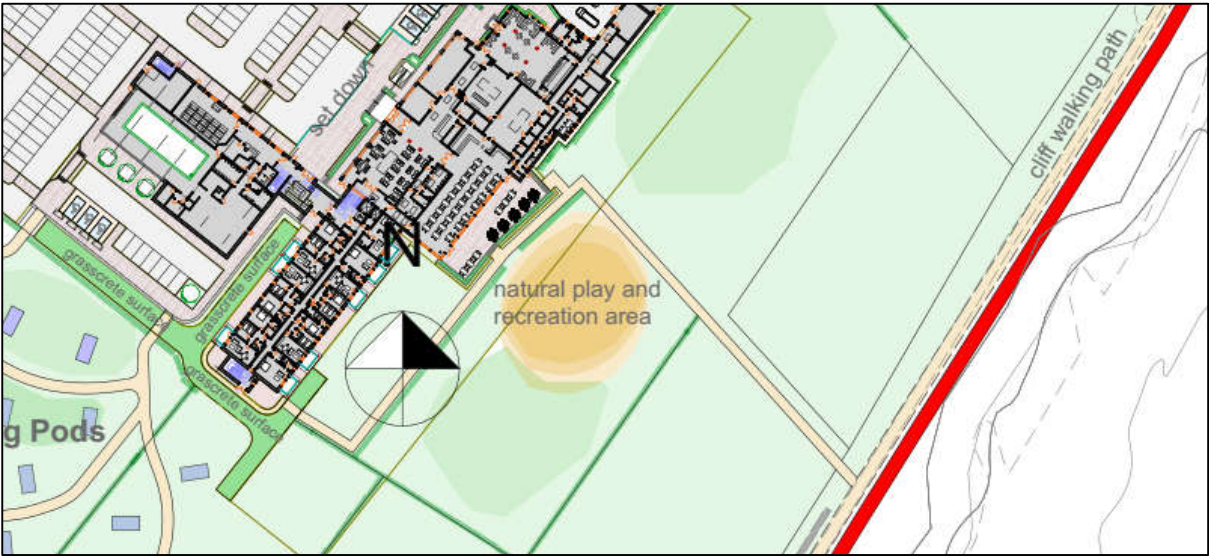 set down
cliff walking path
N
grasscrete surface
grasscrete surface
natural play and
recreation area
grasscrete surface
g Pods